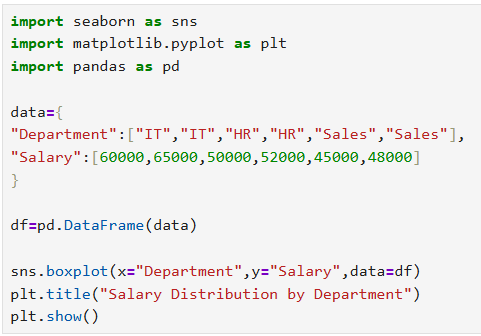 import seaborn as sns
import matplotlib.pyplot as plt
import pandas as pd

data={
"Department":["IT","IT","HR","HR","Sales","Sales"],
"Salary":[60000,65000,50000,52000,45000,48000]
}

df=pd.DataFrame(data)

sns.boxplot(x="Department",y="Salary",data=df)
plt.title("Salary Distribution by Department")
plt.show()